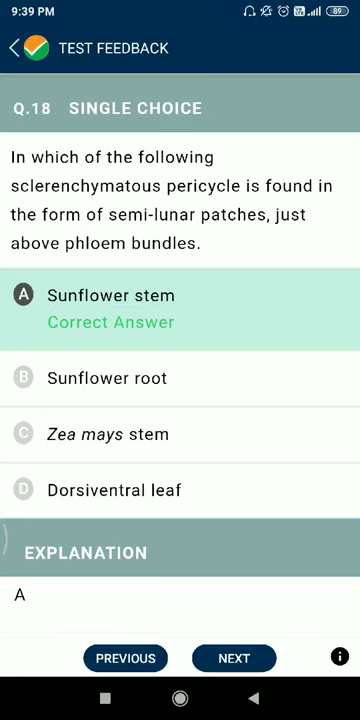 9:39 PM
89
TEST FEEDBACK
Q.18 SINGLE CHOICE
In which of the following
sclerenchymatous pericycle is found in
the form of semi-lunar patches, just
above phloem bundles.
A Sunflower stem
Correct Answer
B Sunflower root
C Zea mays stem
D Dorsiventral leaf
EXPLANATION
A
PREVIOUS NEXT